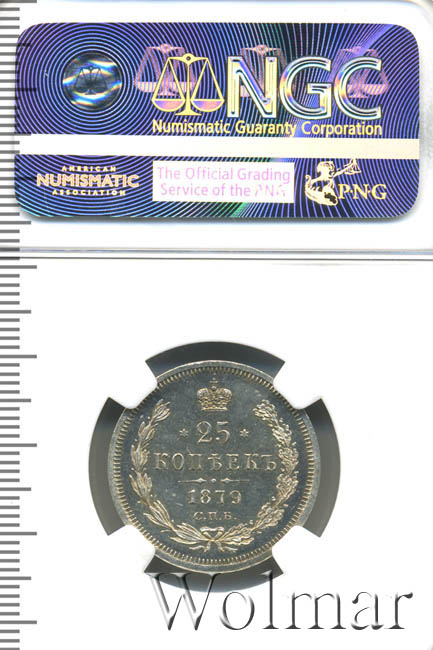 NGC
Numismatic Guaranty Corporation
AMERICAN
NUMISMATIC
ASSOCIATION
The Official Grading
Service of the PNG
PNG
* 25 *
КОПѢЕКЪ
1879
С.П.Б.
Wolmar